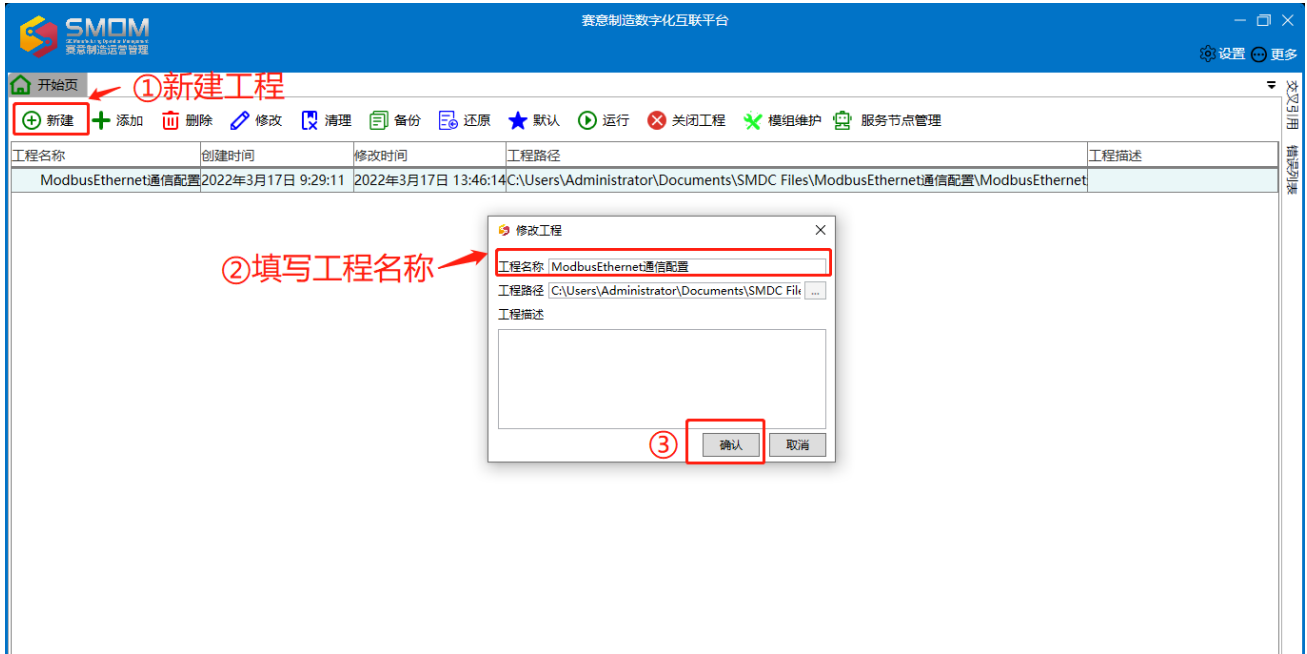 SMOM
赛意制造运营管理
赛意制造数字化互联平台
设置 更多
开始页
①新建工程
新建 添加 删除 修改 清理 备份 还原 默认 运行 关闭工程 模组维护 服务节点管理
工程名称 创建时间 修改时间 工程路径 工程描述
ModbusEthernet通信配置 2022年3月17日 9:29:11 2022年3月17日 13:46:14 C:\Users\Administrator\Documents\SMDC Files\ModbusEthernet通信配置\ModbusEthernet
交叉引用
错误列表
修改工程
②填写工程名称
工程名称 ModbusEthernet通信配置
工程路径 C:\Users\Administrator\Documents\SMDC File ...
工程描述
③ 确认 取消